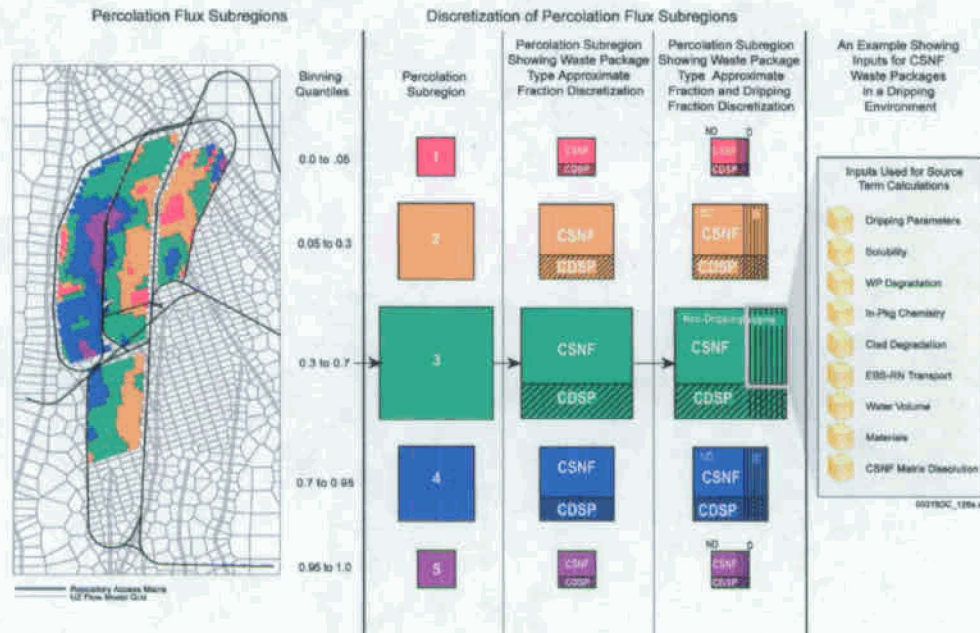 Percolation Flux Subregions
Discretization of Percolation Flux Subregions
Binning
Quantiles
Percolation
Subregion
Percolation Subregion
Showing Waste Package
Type Approximate
Fraction Discretization
Percolation Subregion
Showing Waste Package
Type Approximate
Fraction and Dripping
Fraction Discretization
An Example Showing
Inputs for CSNF
Waste Packages
in a Dripping
Environment
0.0 to .05
1
CSNF
CDSP
ND D
CSNF
CDSP
0.05 to 0.3
2
CSNF
CDSP
ND
CSNF
CDSP
0.3 to 0.7
3
CSNF
CDSP
Non-Dripping
CSNF
CDSP
0.7 to 0.95
4
CSNF
CDSP
ND
CSNF
CDSP
0.95 to 1.0
5
CSNF
CDSP
ND D
CSNF
CDSP
Inputs Used for Source
Term Calculations
Dripping Parameters
Solubility
WP Degradation
In-Pkg Chemistry
Clad Degradation
EBS-RN Transport
Water Volume
Materials
CSNF Matrix Dissolution
Repository Access Mains
UZ Flow Model Grid